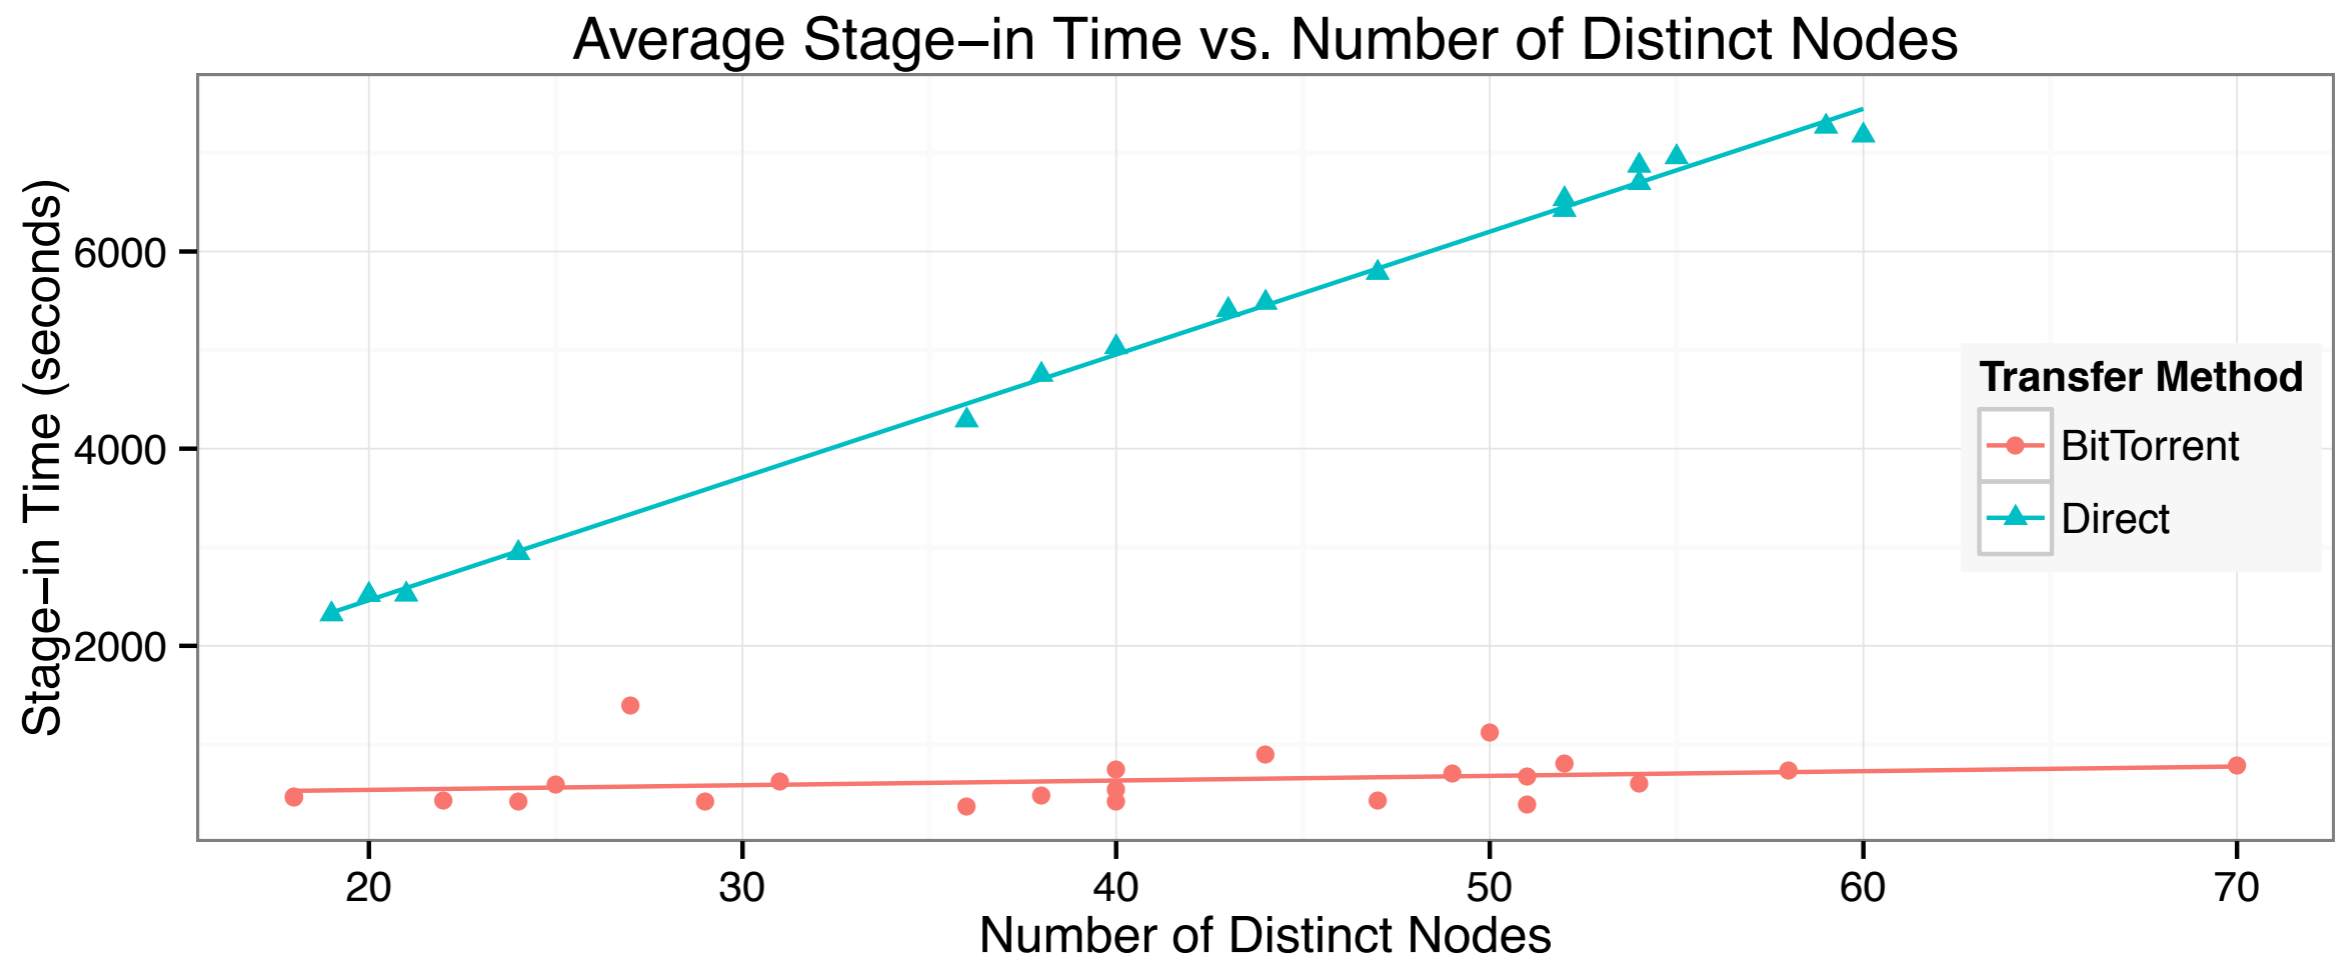 Average Stage−in Time vs. Number of Distinct Nodes
Stage−in Time (seconds)
6000
4000
2000
Transfer Method
BitTorrent
Direct
20 30 40 50 60 70
Number of Distinct Nodes